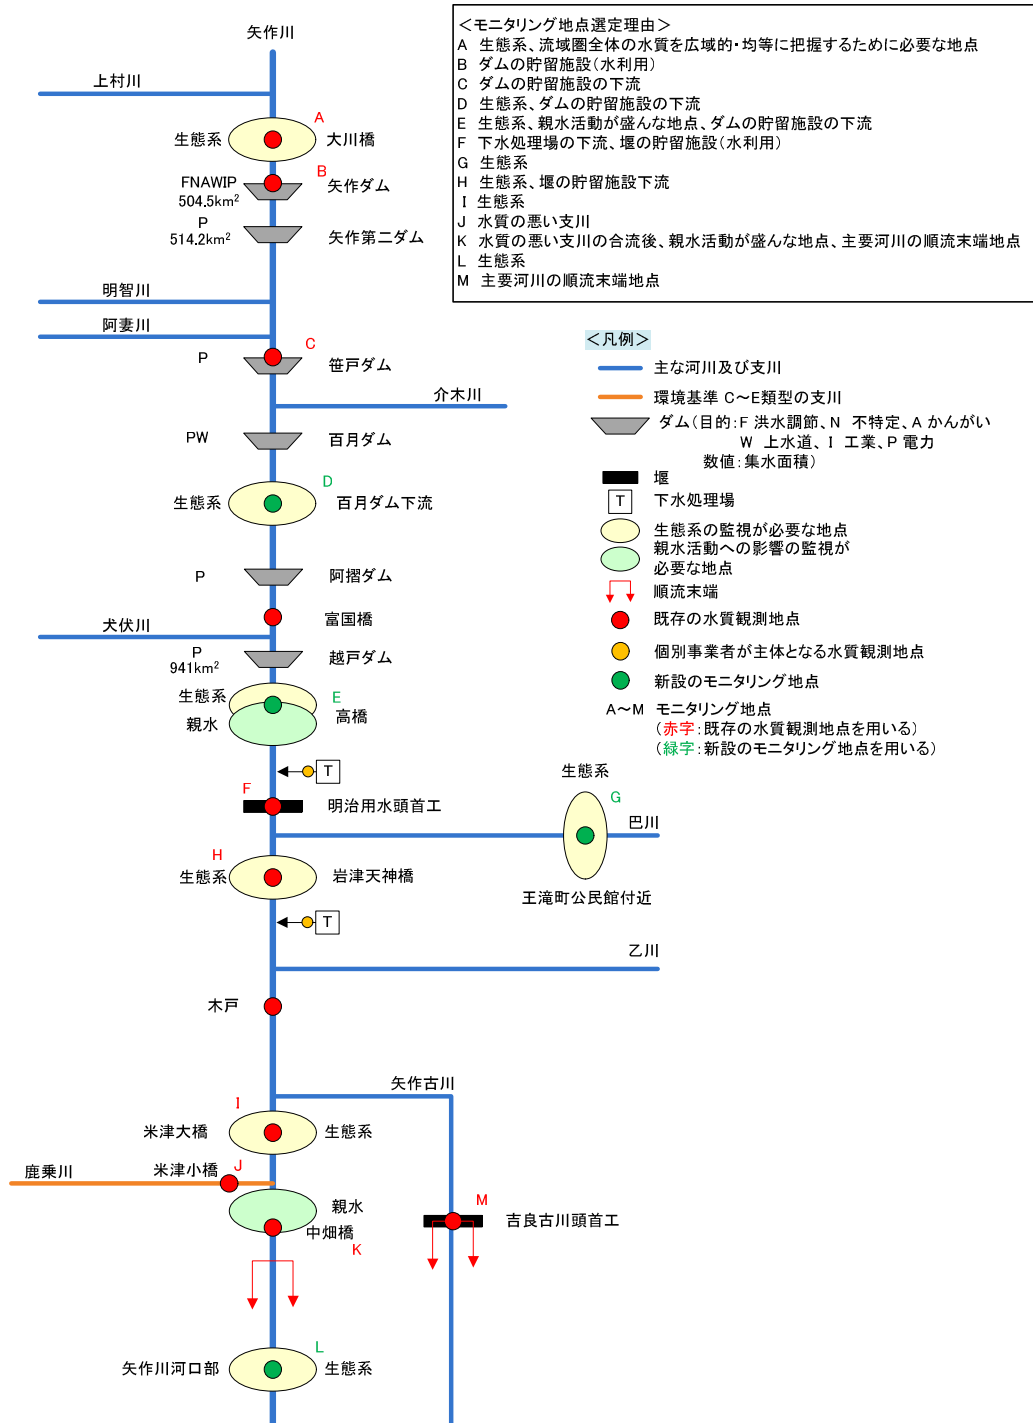 矢作川
上村川
A
生態系
大川橋
B
FNAWIP
504.5km²
矢作ダム
P
514.2km²
矢作第二ダム
明智川
阿妻川
C
P
笹戸ダム
介木川
PW
百月ダム
D
生態系
百月ダム下流
P
阿摺ダム
富国橋
犬伏川
P
941km²
越戸ダム
生態系
親水
E
高橋
T
F
明治用水頭首工
生態系
G
巴川
王滝町公民館付近
H
生態系
岩津天神橋
T
乙川
木戸
矢作古川
I
米津大橋
生態系
鹿乗川
米津小橋
J
親水
中畑橋
K
M
吉良古川頭首工
L
矢作川河口部
生態系
<モニタリング地点選定理由>
A 生態系、流域圏全体の水質を広域的・均等に把握するために必要な地点
B ダムの貯留施設(水利用)
C ダムの貯留施設の下流
D 生態系、ダムの貯留施設の下流
E 生態系、親水活動が盛んな地点、ダムの貯留施設の下流
F 下水処理場の下流、堰の貯留施設(水利用)
G 生態系
H 生態系、堰の貯留施設下流
I 生態系
J 水質の悪い支川
K 水質の悪い支川の合流後、親水活動が盛んな地点、主要河川の順流末端地点
L 生態系
M 主要河川の順流末端地点
<凡例>
主な河川及び支川
環境基準 C~E類型の支川
ダム(目的:F 洪水調節、N 不特定、A かんがい
W 上水道、I 工業、P 電力
数値:集水面積)
堰
T 下水処理場
生態系の監視が必要な地点
親水活動への影響の監視が
必要な地点
順流末端
既存の水質観測地点
個別事業者が主体となる水質観測地点
新設のモニタリング地点
A~M モニタリング地点
(赤字:既存の水質観測地点を用いる)
(緑字:新設のモニタリング地点を用いる)